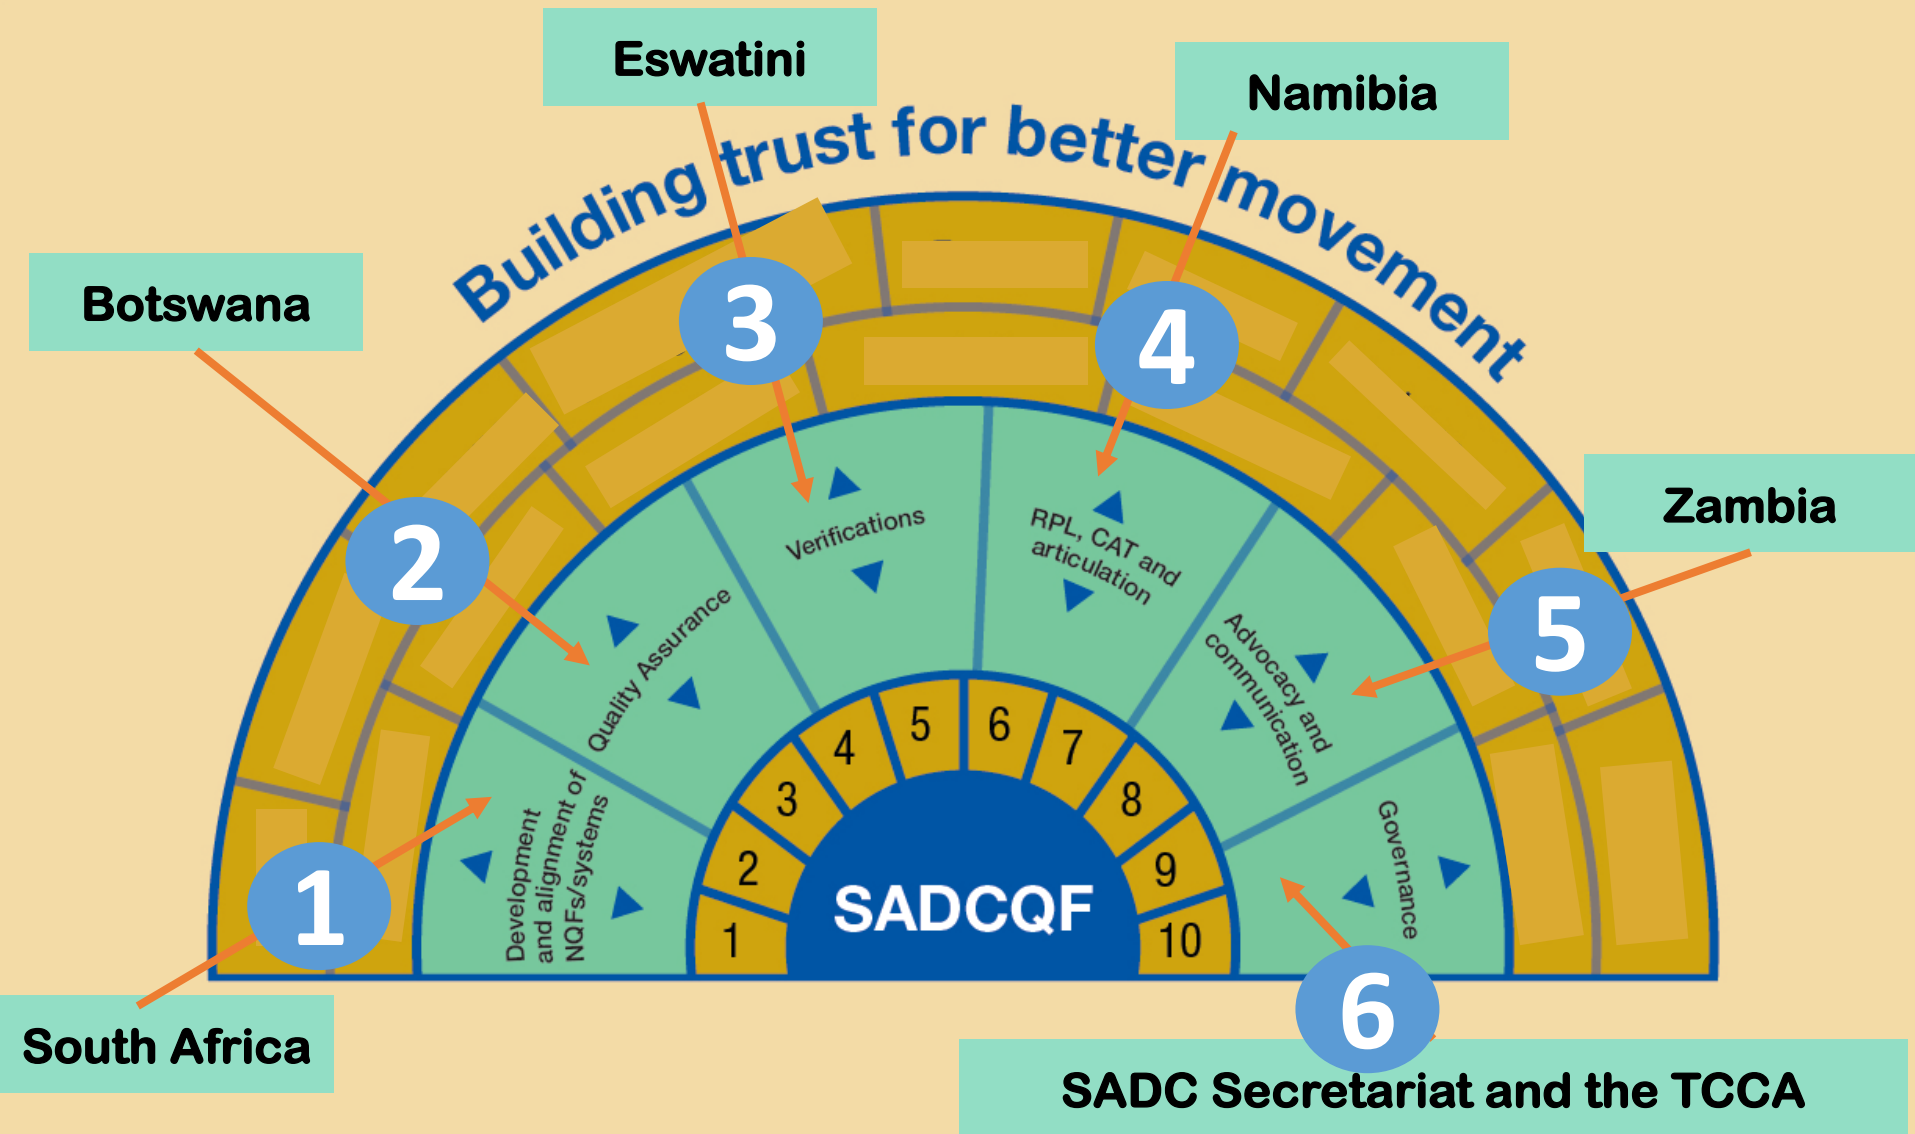 Eswatini
Namibia
Building trust for better movement
Botswana
3
4
Zambia
2
5
Verifications
RPL, CAT and
articulation
Quality Assurance
Advocacy and
communication
Development
and alignment of
NQFs/systems
Governance
1
2
3
4
5
6
7
8
9
10
SADCQF
1
South Africa
6
SADC Secretariat and the TCCA